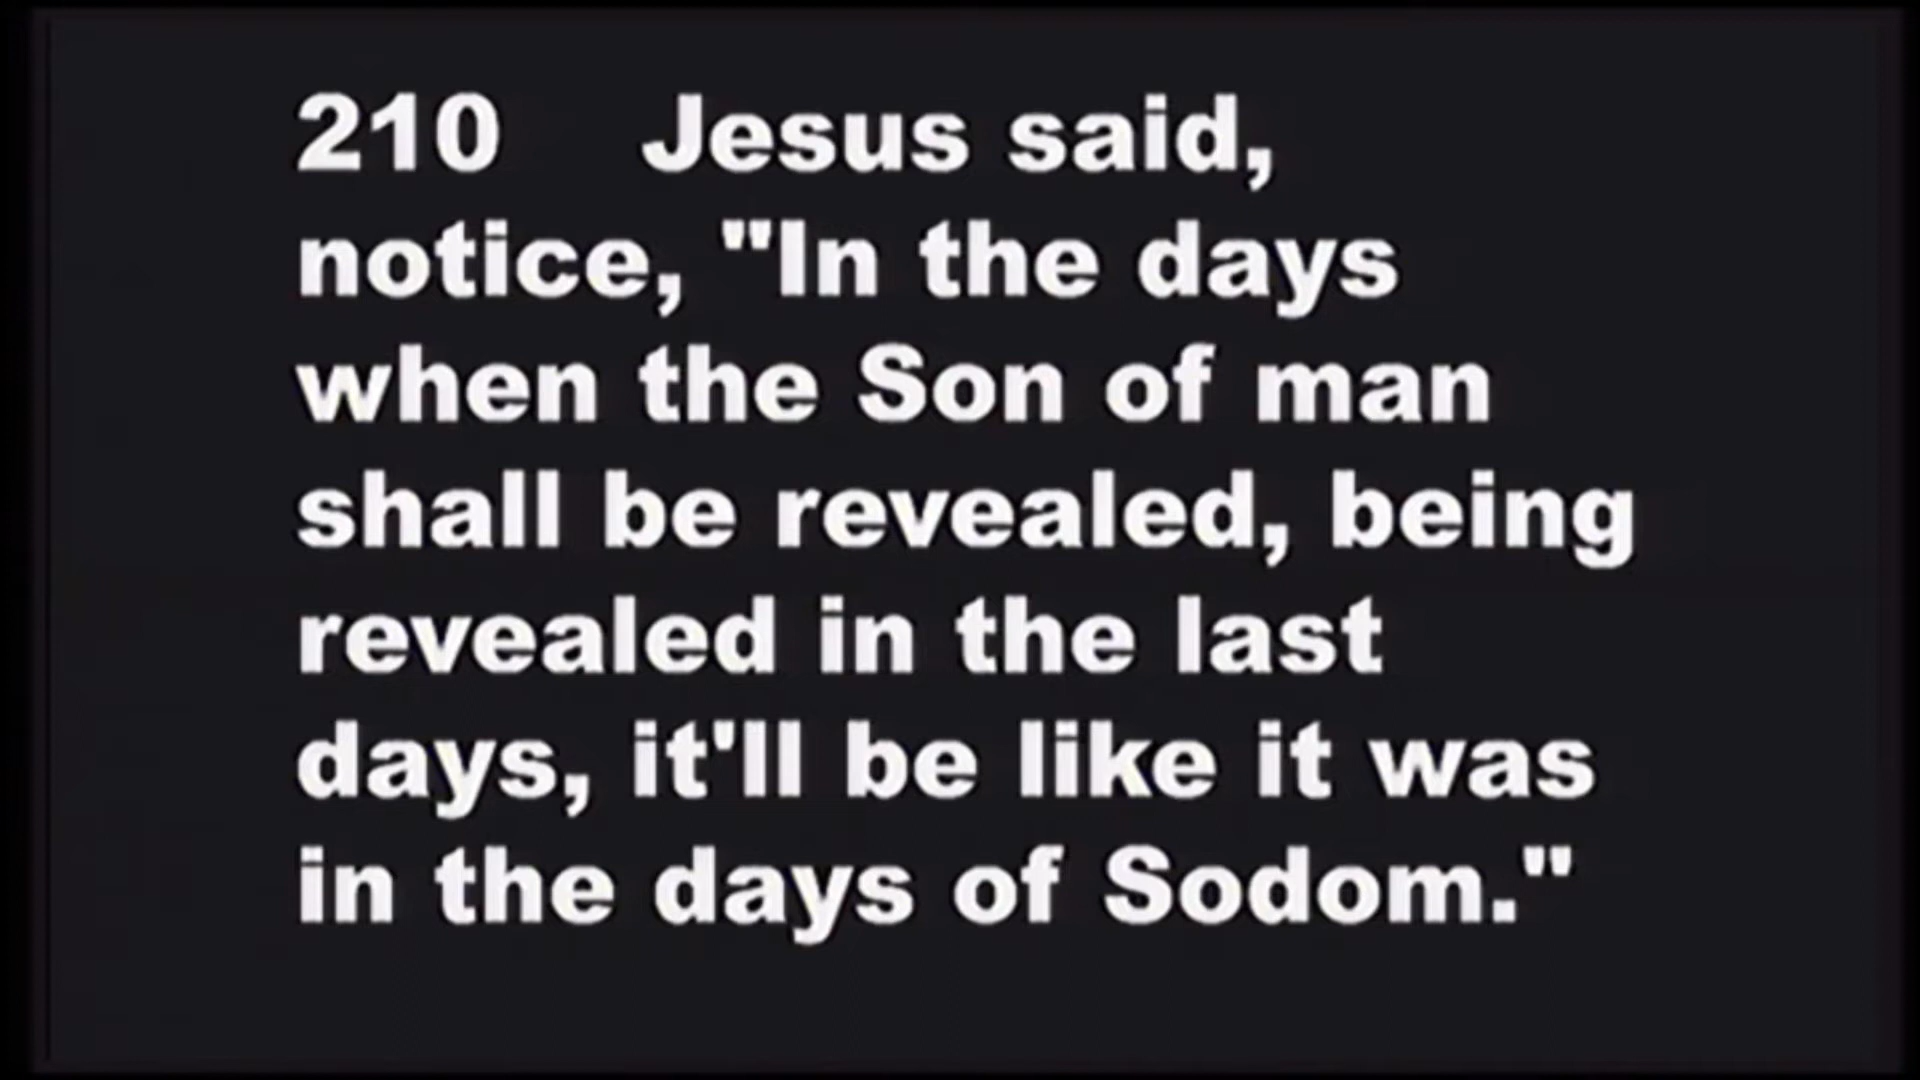 210 Jesus said,
notice, "In the days
when the Son of man
shall be revealed, being
revealed in the last
days, it'll be like it was
in the days of Sodom."